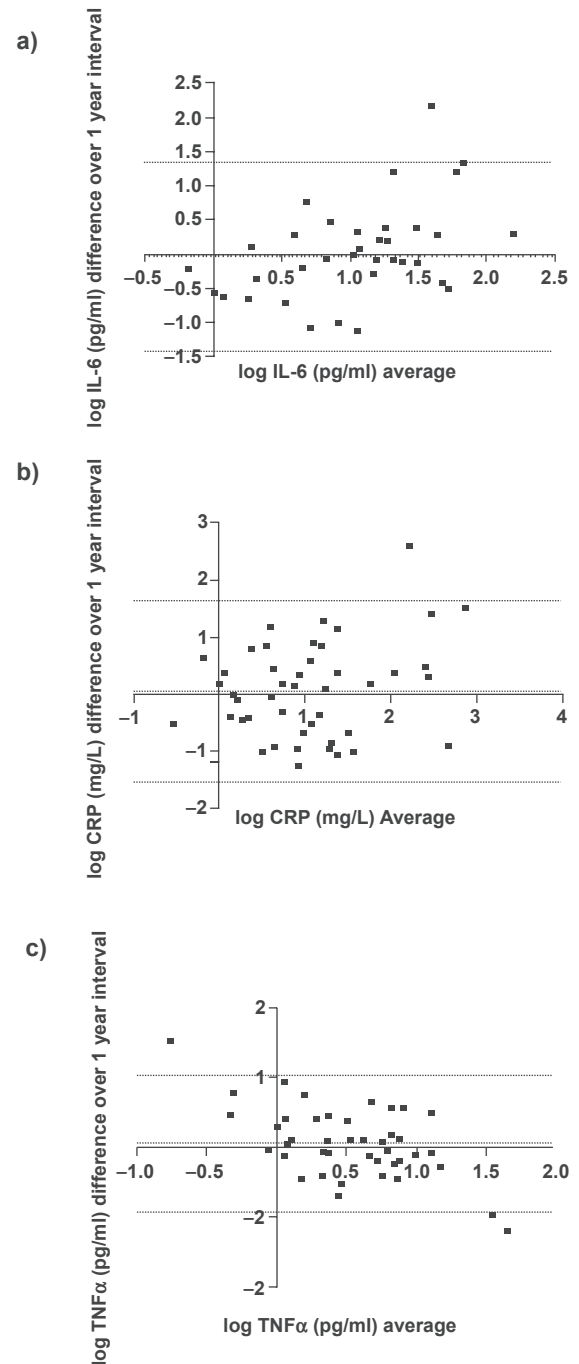 a)
log IL-6 (pg/ml) difference over 1 year interval
2.5
2.0
1.5
1.0
0.5
–0.5 0.5 1.0 1.5 2.0 2.5
–0.5
–1.0
–1.5
log IL-6 (pg/ml) average
b)
log CRP (mg/L) difference over 1 year interval
3
2
1
–1 0 1 2 3 4
–1
–2
log CRP (mg/L) Average
c)
log TNFα (pg/ml) difference over 1 year interval
2
1
–1.0 –0.5 0.0 0.5 1.0 1.5 2.0
–2
–2
log TNFα (pg/ml) average